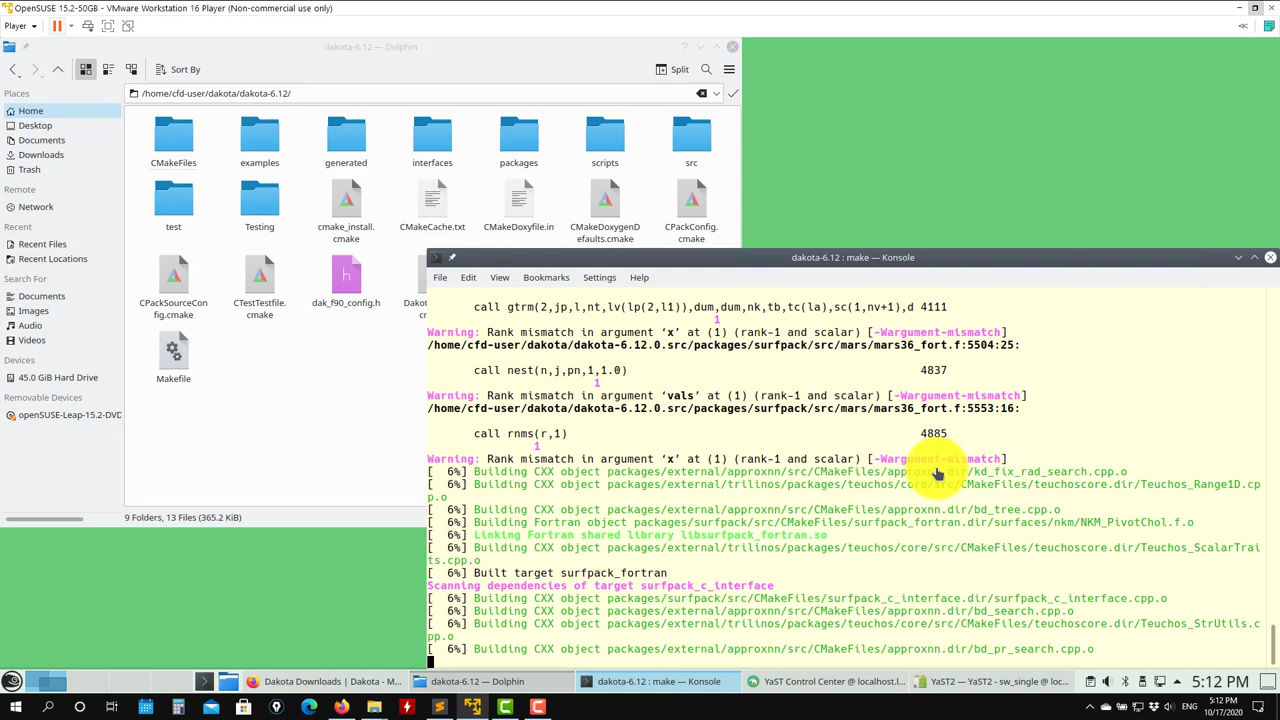 OpenSUSE 15.2-50GB - VMware Workstation 16 Player (Non-commercial use only)
Player
dakota-6.12 — Dolphin
Sort By
Split
Places
/home/cfd-user/dakota/dakota-6.12/
Home
Desktop
Documents
Downloads
Trash
Remote
Network
Recent
Recent Files
Recent Locations
Search For
Documents
Images
Audio
Videos
Devices
45.0 GiB Hard Drive
Removable Devices
openSUSE-Leap-15.2-DVD
CMakeFiles
examples
generated
interfaces
packages
scripts
src
test
Testing
cmake_install.
cmake
CMakeCache.txt
CMakeDoxyfile.in
CMakeDoxygenD
efaults.cmake
CPackConfig.
cmake
CPackSourceCon
fig.cmake
CTestTestfile.
cmake
h
dak_f90_config.h
Makefile
9 Folders, 13 Files (365.2 KiB)
dakota-6.12 : make — Konsole
File Edit View Bookmarks Settings Help
call gtrm(2,jp,l,nt,lv(lp(2,l1)),dum,dum,nk,tb,tc(la),sc(1,nv+1),d 4111
1
Warning: Rank mismatch in argument ‘x’ at (1) (rank-1 and scalar) [-Wargument-mismatch]
/home/cfd-user/dakota/dakota-6.12.0.src/packages/surfpack/src/mars/mars36_fort.f:5504:25:
call nest(n,j,pn,1,1.0) 4837
1
Warning: Rank mismatch in argument ‘vals’ at (1) (rank-1 and scalar) [-Wargument-mismatch]
/home/cfd-user/dakota/dakota-6.12.0.src/packages/surfpack/src/mars/mars36_fort.f:5553:16:
call rnms(r,1) 4885
1
Warning: Rank mismatch in argument ‘x’ at (1) (rank-1 and scalar) [-Wargument-mismatch]
[ 6%] Building CXX object packages/external/approxnn/src/CMakeFiles/approxnn.dir/kd_fix_rad_search.cpp.o
[ 6%] Building CXX object packages/external/trilinos/packages/teuchos/core/src/CMakeFiles/teuchoscore.dir/Teuchos_Range1D.cp
p.o
[ 6%] Building CXX object packages/external/approxnn/src/CMakeFiles/approxnn.dir/bd_tree.cpp.o
[ 6%] Building Fortran object packages/surfpack/src/CMakeFiles/surfpack_fortran.dir/surfaces/nkm/NKM_PivotChol.f.o
[ 6%] Linking Fortran shared library libsurfpack_fortran.so
[ 6%] Building CXX object packages/external/trilinos/packages/teuchos/core/src/CMakeFiles/teuchoscore.dir/Teuchos_ScalarTrai
ts.cpp.o
[ 6%] Built target surfpack_fortran
Scanning dependencies of target surfpack_c_interface
[ 6%] Building CXX object packages/surfpack/src/CMakeFiles/surfpack_c_interface.dir/surfpack_c_interface.cpp.o
[ 6%] Building CXX object packages/external/approxnn/src/CMakeFiles/approxnn.dir/bd_search.cpp.o
[ 6%] Building CXX object packages/external/trilinos/packages/teuchos/core/src/CMakeFiles/teuchoscore.dir/Teuchos_StrUtils.c
pp.o
[ 6%] Building CXX object packages/external/approxnn/src/CMakeFiles/approxnn.dir/bd_pr_search.cpp.o
Dakota Downloads | Dakota - M...
dakota-6.12 — Dolphin
dakota-6.12 : make — Konsole
YaST Control Center @ localhost.l...
YaST2 — YaST2 - sw_single @ loc...
5:12 PM
5:12 PM
10/17/2020